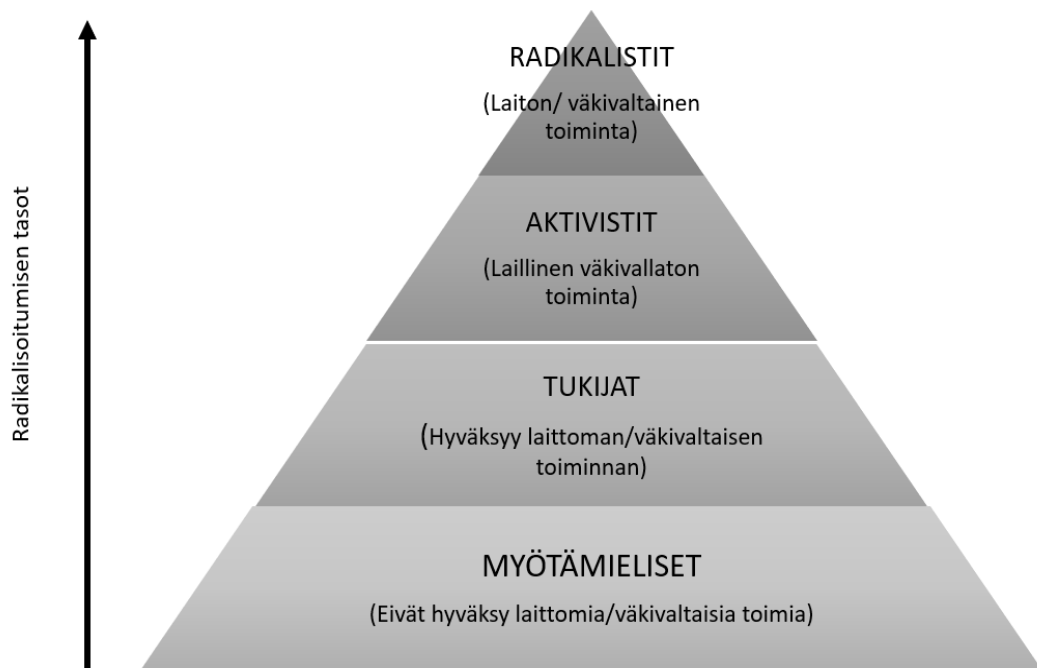 RADIKALISTIT
(Laiton/ väkivaltainen
toiminta)
AKTIVISTIT
(Laillinen väkivallaton
toiminta)
TUKIJAT
(Hyväksyy laittoman/väkivaltaisen
toiminnan)
MYÖTÄMIELISET
(Eivät hyväksy laittomia/väkivaltaisia toimia)
Radikalisoitumisen tasot